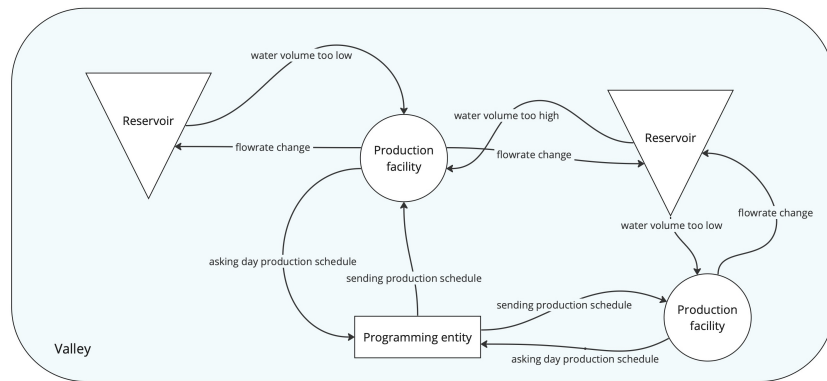 water volume too low
Reservoir
water volume too high
Reservoir
flowrate change
Production
facility
flowrate change
flowrate change
water volume too low
asking day production schedule
sending production schedule
sending production schedule
Production
facility
Programming entity
Valley
asking day production schedule